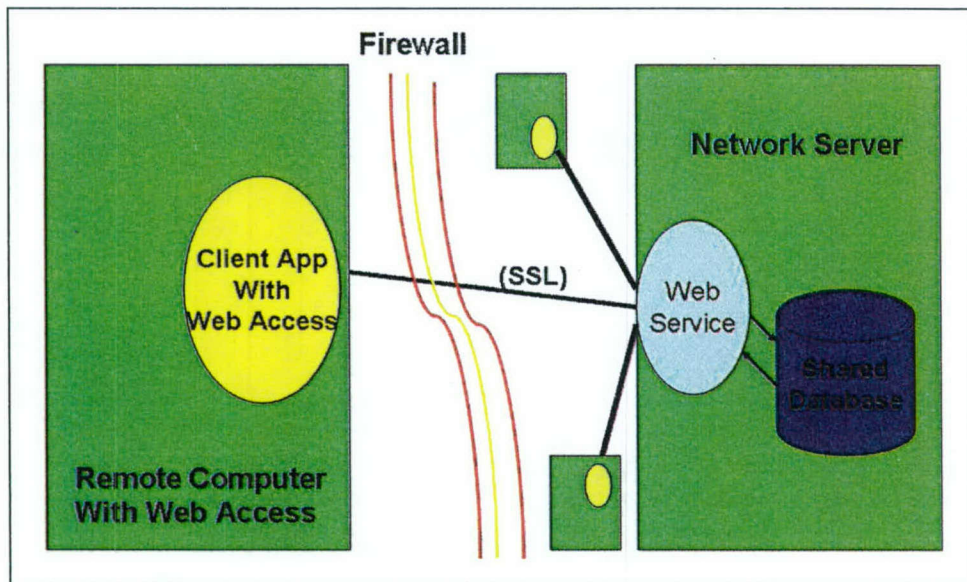 Firewall
Network Server
Client App
With
Web Access
(SSL)
Web
Service
Shared
Database
Remote Computer
With Web Access